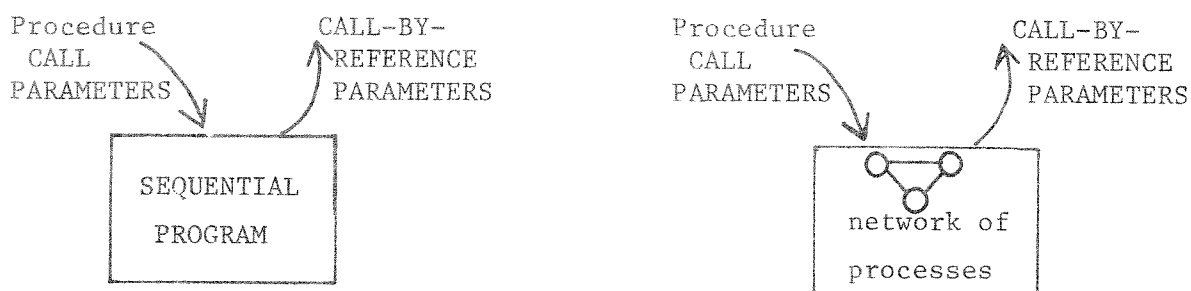 Procedure
CALL
PARAMETERS
CALL-BY-
REFERENCE
PARAMETERS
SEQUENTIAL
PROGRAM
Procedure
CALL
PARAMETERS
CALL-BY-
REFERENCE
PARAMETERS
network of
processes